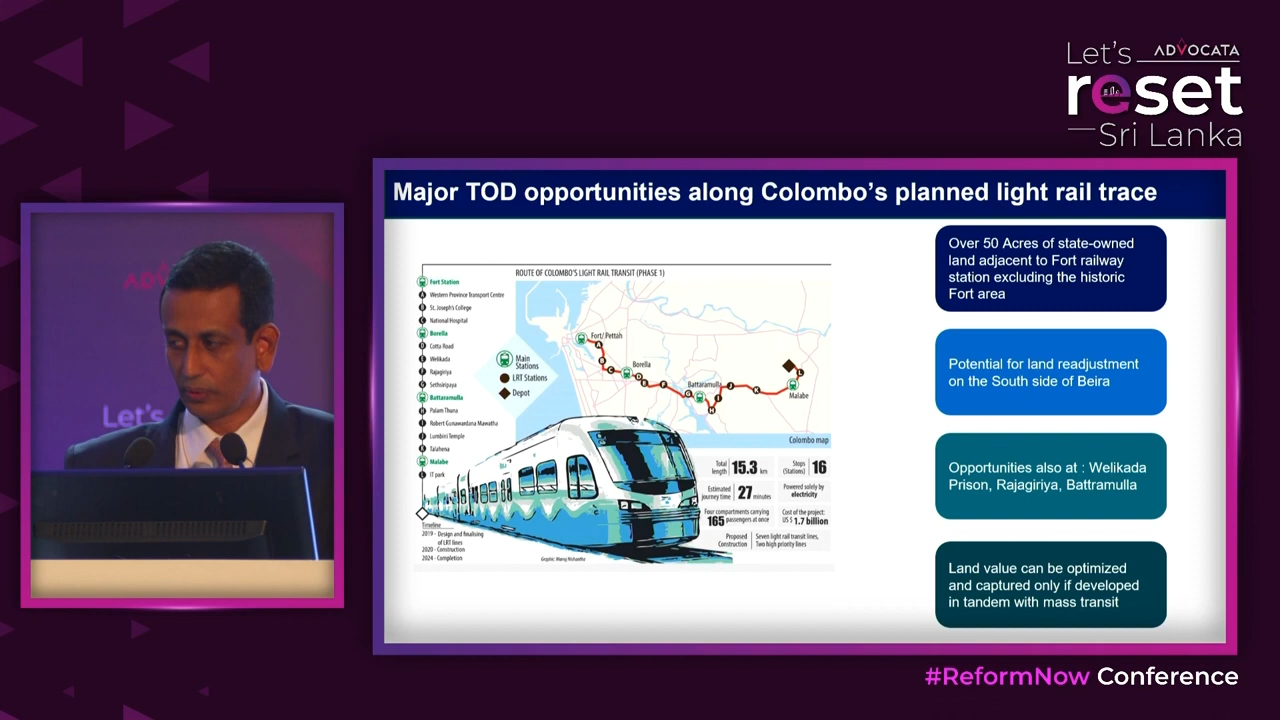 Let's
ADVOCATA
reset
Sri Lanka
AD
Let's
Major TOD opportunities along Colombo's planned light rail trace
ROUTE OF COLOMBO'S LIGHT RAIL TRANSIT (PHASE 1)
Fort Station
A Western Province Transport Centre
B St. Joseph's College
C National Hospital
Borella
D Cotta Road
E Welikada
F Rajagiriya
G Sethsiripaya
Battaramulla
H Palam Thuna
I Robert Gunawardana Mawatha
J Lumbini Temple
K Talahena
Malabe
L IT park
Main
Stations
LRT Stations
Depot
Fort/ Pettah
A
B
C
Borella
D
E
F
G
Battaramulla
H
I
J
K
L
Malabe
Colombo map
Total
length
15.3 km
Stops
(Stations)
16
Estimated
journey time
27 minutes
Powered solely by
electricity
Four compartments carrying
165 passengers at once
Cost of the project:
US $ 1.7 billion
Proposed
Construction
Seven light rail transit lines,
Two high priority lines
Timeline
2019 - Design and finalising
of LRT lines
2020 - Construction
2024 - Completion
Over 50 Acres of state-owned
land adjacent to Fort railway
station excluding the historic
Fort area
Potential for land readjustment
on the South side of Beira
Opportunities also at : Welikada
Prison, Rajagiriya, Battramulla
Land value can be optimized
and captured only if developed
in tandem with mass transit
#ReformNow Conference